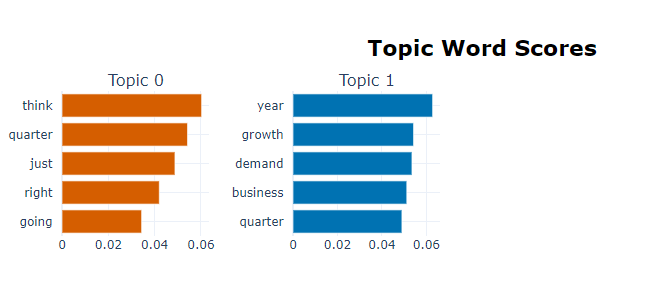 Topic Word Scores
Topic 0
think
quarter
just
right
going
0 0.02 0.04 0.06
Topic 1
year
growth
demand
business
quarter
0 0.02 0.04 0.06